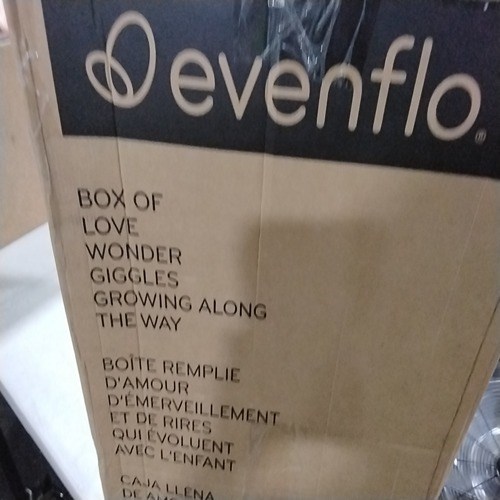 evenflo®
BOX OF
LOVE
WONDER
GIGGLES
GROWING ALONG
THE WAY
BOÎTE REMPLIE
D'AMOUR
D'ÉMERVEILLEMENT
ET DE RIRES
QUI ÉVOLUENT
AVEC L'ENFANT
CAJA LLENA
DE